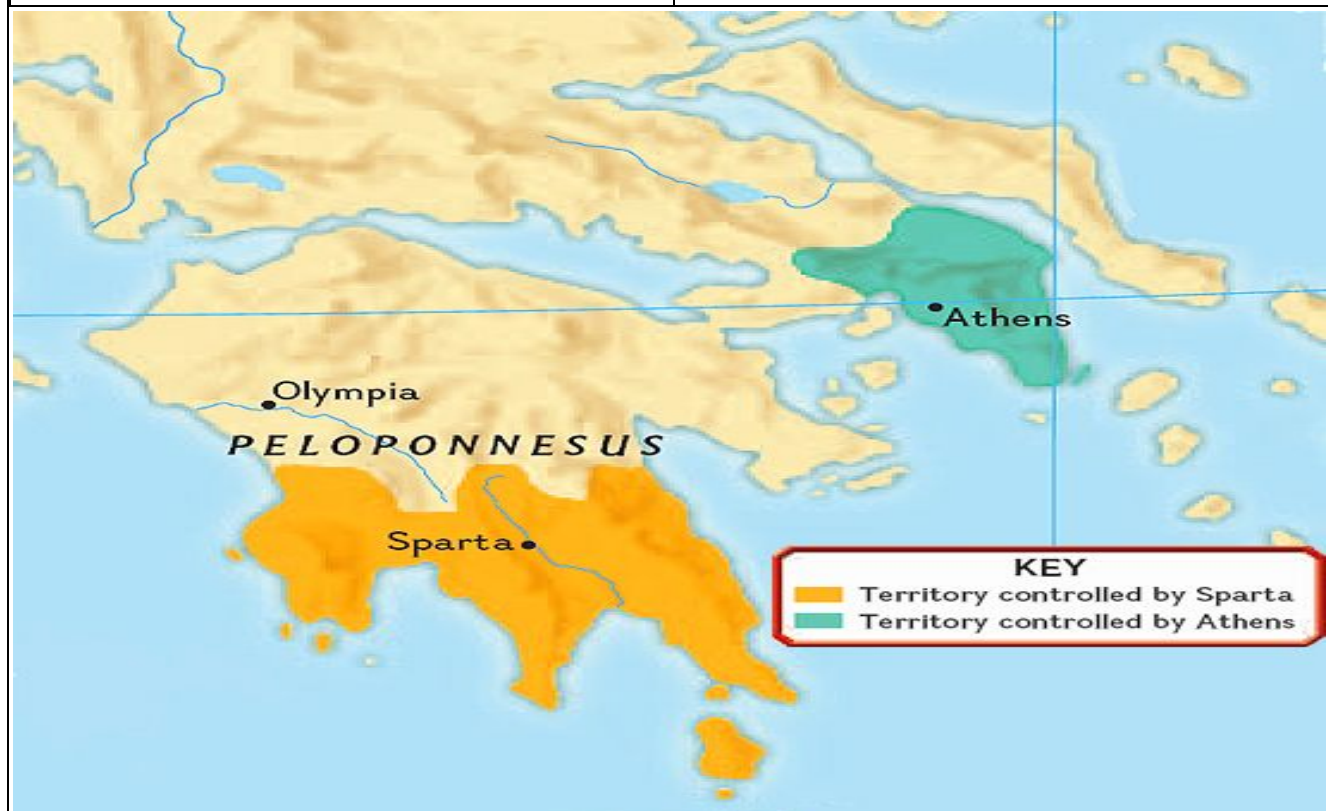 Athens
Olympia
PELOPONNESUS
Sparta
KEY
Territory controlled by Sparta
Territory controlled by Athens